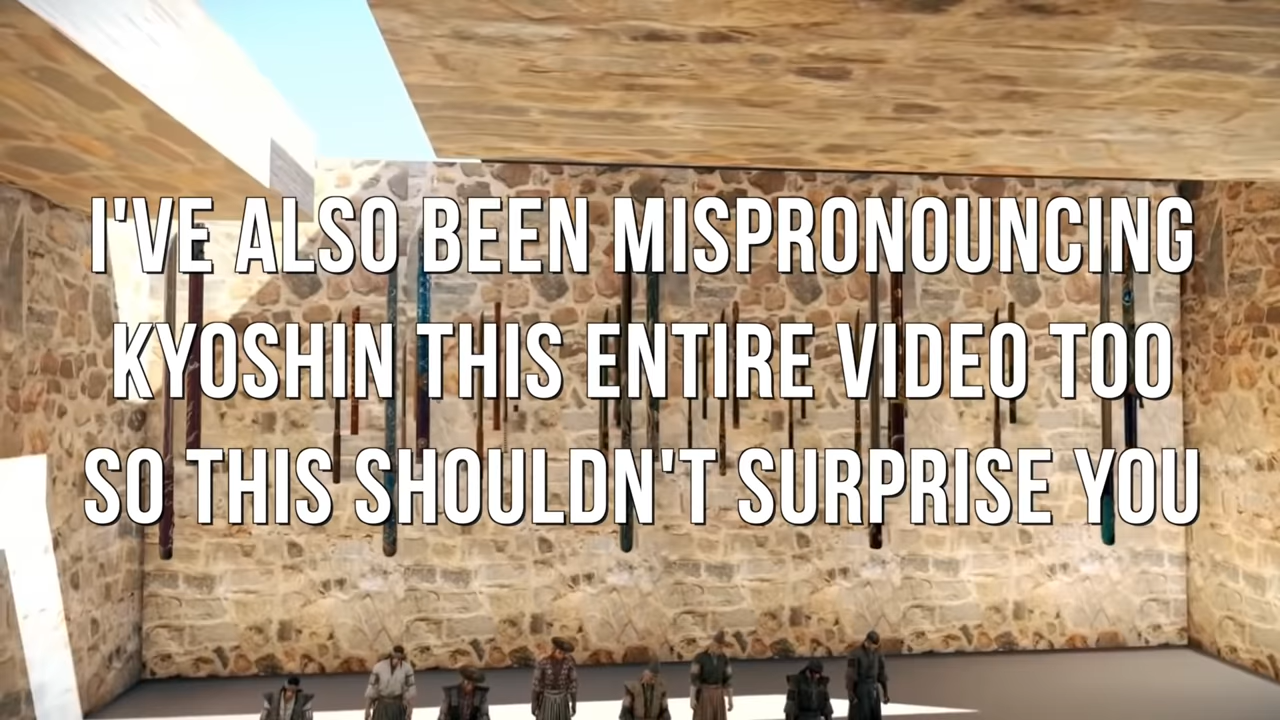 I'VE ALSO BEEN MISPRONOUNCING
KYOSHIN THIS ENTIRE VIDEO TOO
SO THIS SHOULDN'T SURPRISE YOU